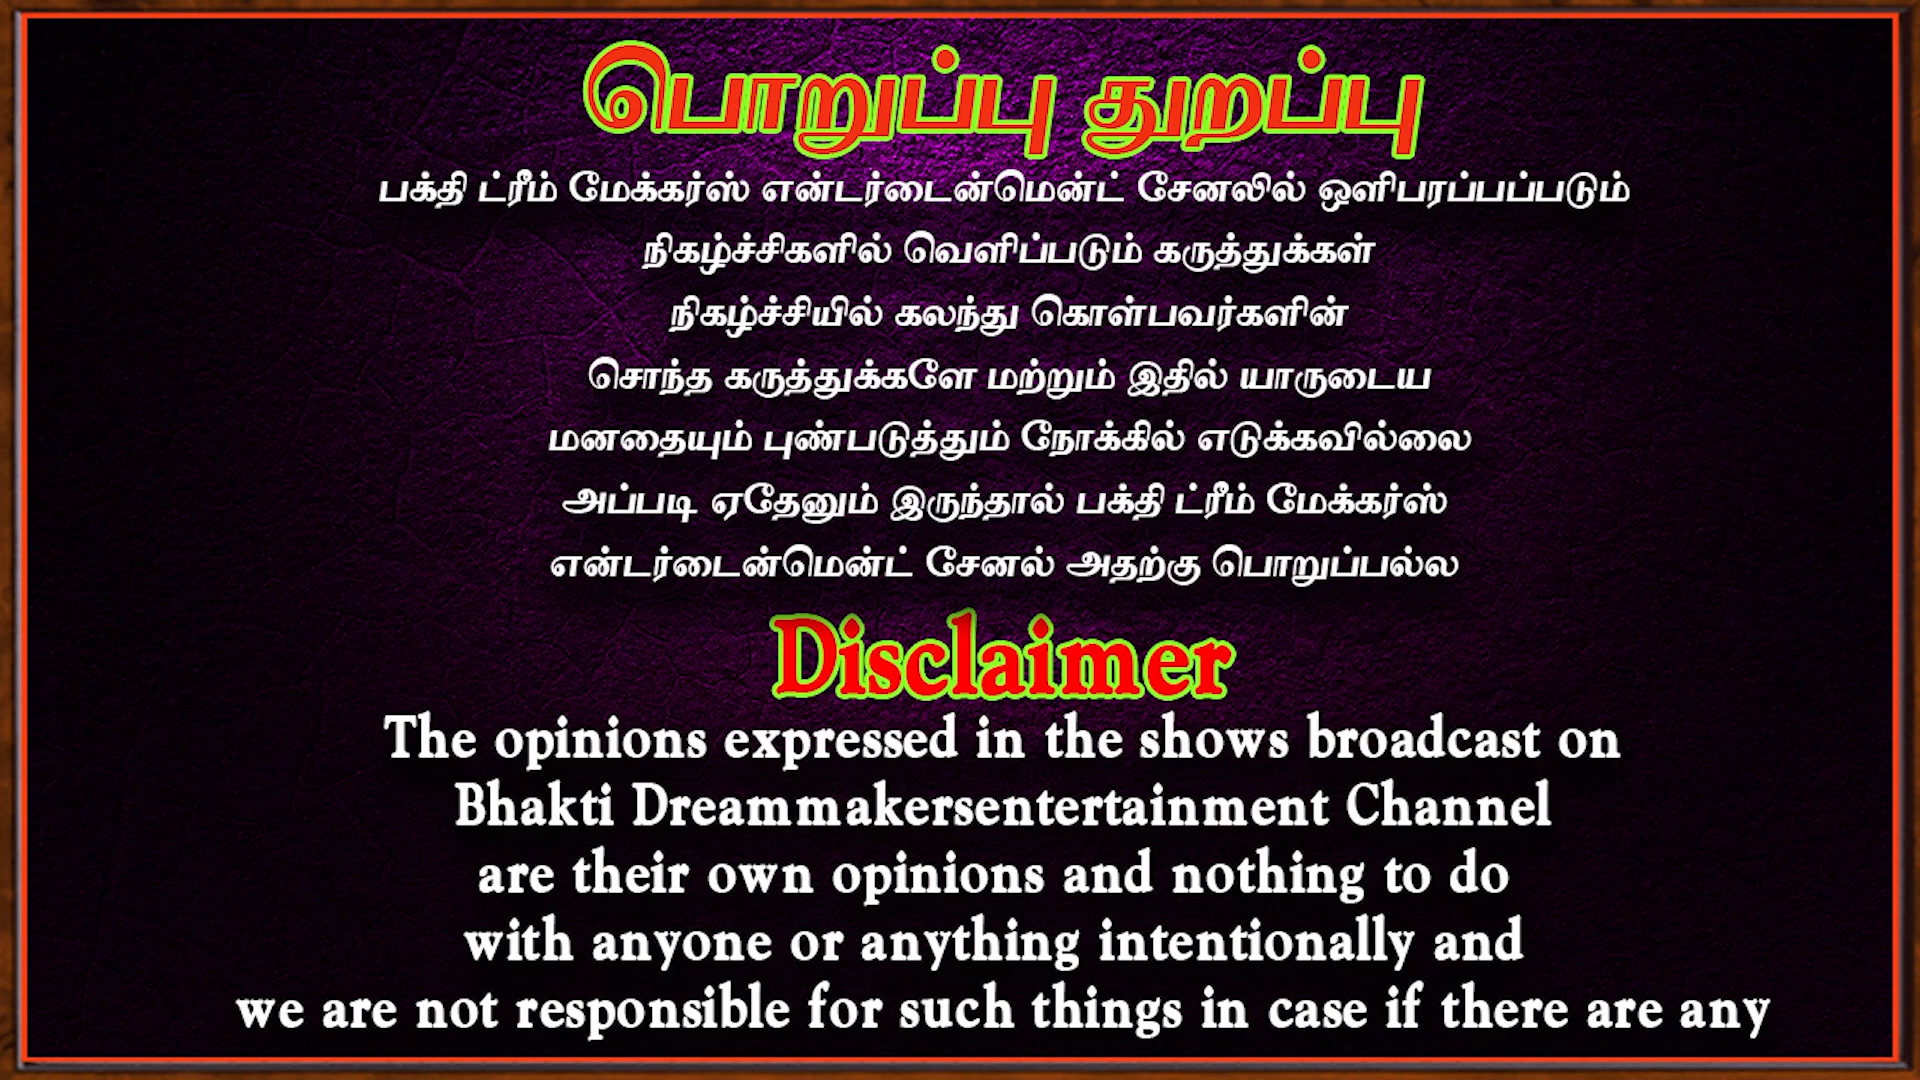 பொறுப்பு துறப்பு
பக்தி ட்ரீம் மேக்கர்ஸ் என்டர்டைன்மென்ட் சேனலில் ஒளிபரப்பப்படும்
நிகழ்ச்சிகளில் வெளிப்படும் கருத்துக்கள்
நிகழ்ச்சியில் கலந்து கொள்பவர்களின்
சொந்த கருத்துக்களே மற்றும் இதில் யாருடைய
மனதையும் புண்படுத்தும் நோக்கில் எடுக்கவில்லை
அப்படி ஏதேனும் இருந்தால் பக்தி ட்ரீம் மேக்கர்ஸ்
என்டர்டைன்மென்ட் சேனல் அதற்கு பொறுப்பல்ல
Disclaimer
The opinions expressed in the shows broadcast on
Bhakti Dreammakersentertainment Channel
are their own opinions and nothing to do
with anyone or anything intentionally and
we are not responsible for such things in case if there are any